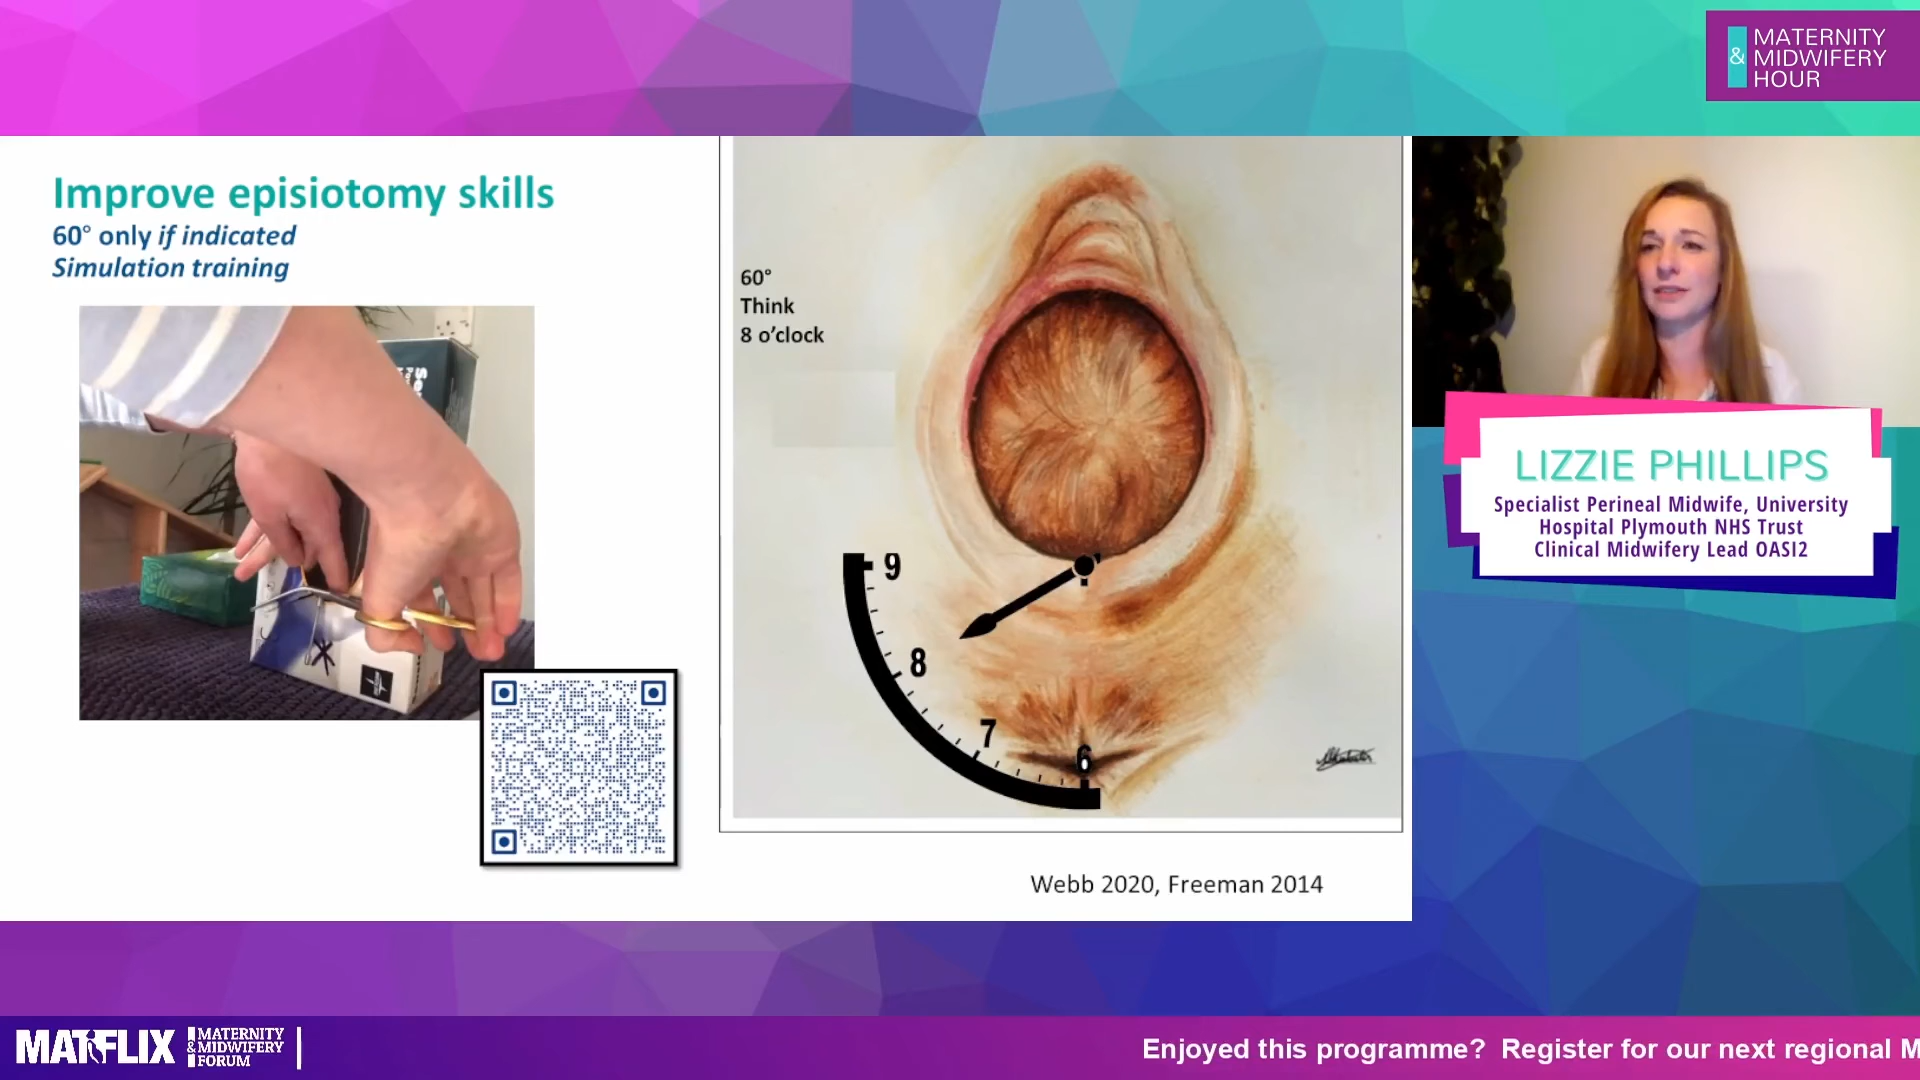 MATERNITY
& MIDWIFERY
HOUR
Improve episiotomy skills
60° only if indicated
Simulation training
60°
Think
8 o'clock
9
8
7
6
Webb 2020, Freeman 2014
LIZZIE PHILLIPS
Specialist Perineal Midwife, University
Hospital Plymouth NHS Trust
Clinical Midwifery Lead OASI2
MATFLIX
MATERNITY
& MIDWIFERY
FORUM
Enjoyed this programme? Register for our next regional M